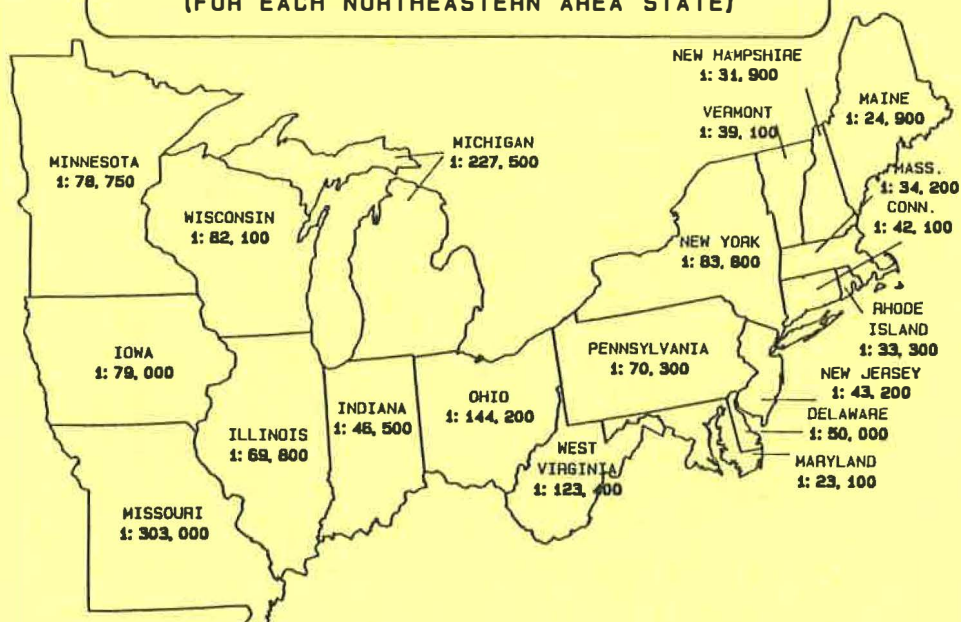 (FOR EACH NORTHEASTERN AREA STATE)
NEW HAMPSHIRE
1: 31, 900
MAINE
1: 24, 900
VERMONT
1: 39, 100
MICHIGAN
1: 227, 500
MINNESOTA
1: 78, 750
MASS.
1: 34, 200
CONN.
1: 42, 100
WISCONSIN
1: 82, 100
NEW YORK
1: 83, 800
RHODE
ISLAND
1: 33, 300
IOWA
1: 79, 000
PENNSYLVANIA
1: 70, 300
NEW JERSEY
1: 43, 200
OHIO
1: 144, 200
INDIANA
1: 46, 500
DELAWARE
1: 50, 000
ILLINOIS
1: 69, 800
WEST
VIRGINIA
1: 123, 400
MARYLAND
1: 23, 100
MISSOURI
1: 303, 000